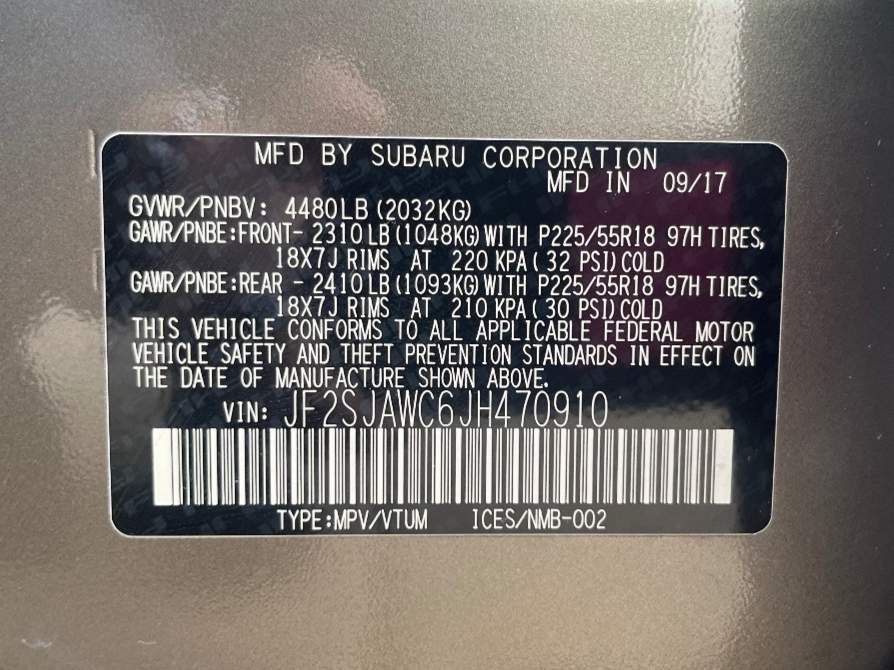 MFD BY SUBARU CORPORATION
MFD IN 09/17
GVWR/PNBV: 4480LB (2032KG)
GAWR/PNBE:FRONT- 2310LB (1048KG) WITH P225/55R18 97H TIRES,
18X7J RIMS AT 220 KPA ( 32 PSI) COLD
GAWR/PNBE:REAR - 2410LB (1093KG) WITH P225/55R18 97H TIRES,
18X7J RIMS AT 210 KPA ( 30 PSI) COLD
THIS VEHICLE CONFORMS TO ALL APPLICABLE FEDERAL MOTOR
VEHICLE SAFETY AND THEFT PREVENTION STANDARDS IN EFFECT ON
THE DATE OF MANUFACTURE SHOWN ABOVE.
VIN: JF2SJAWC6JH470910
TYPE:MPV/VTUM ICES/NMB-002